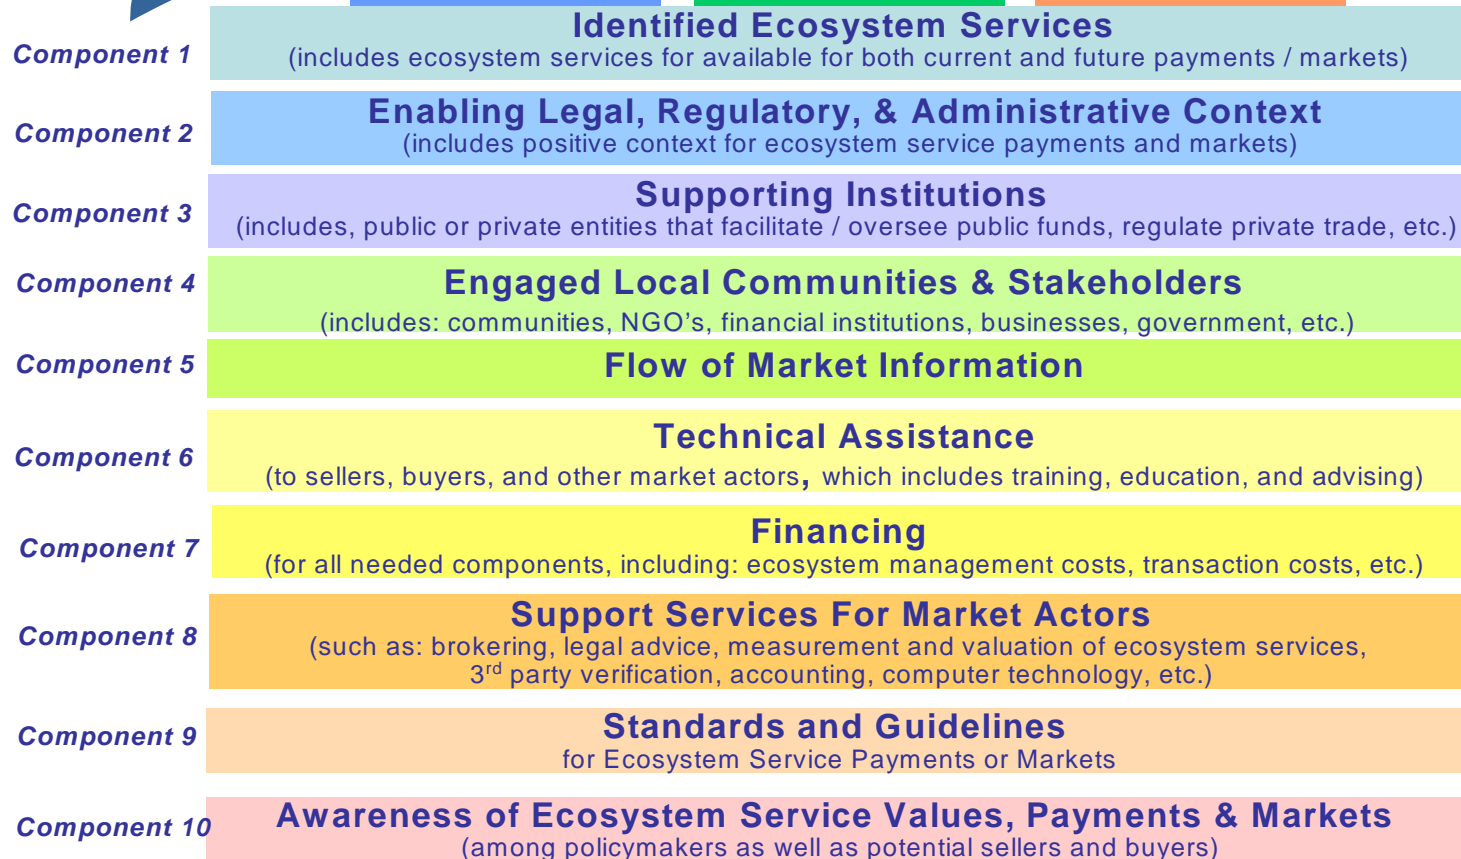 Identified Ecosystem Services
Component 1
(includes ecosystem services for available for both current and future payments / markets)
Enabling Legal, Regulatory, & Administrative Context
Component 2
(includes positive context for ecosystem service payments and markets)
Supporting Institutions
Component 3
(includes, public or private entities that facilitate / oversee public funds, regulate private trade, etc.)
Component 4
Engaged Local Communities & Stakeholders
(includes: communities, NGO’s, financial institutions, businesses, government, etc.)
Component 5
Flow of Market Information
Technical Assistance
Component 6
(to sellers, buyers, and other market actors, which includes training, education, and advising)
Financing
Component 7
(for all needed components, including: ecosystem management costs, transaction costs, etc.)
Support Services For Market Actors
Component 8
(such as: brokering, legal advice, measurement and valuation of ecosystem services,
3rd party verification, accounting, computer technology, etc.)
Standards and Guidelines
Component 9
for Ecosystem Service Payments or Markets
Awareness of Ecosystem Service Values, Payments & Markets
Component 10
(among policymakers as well as potential sellers and buyers)